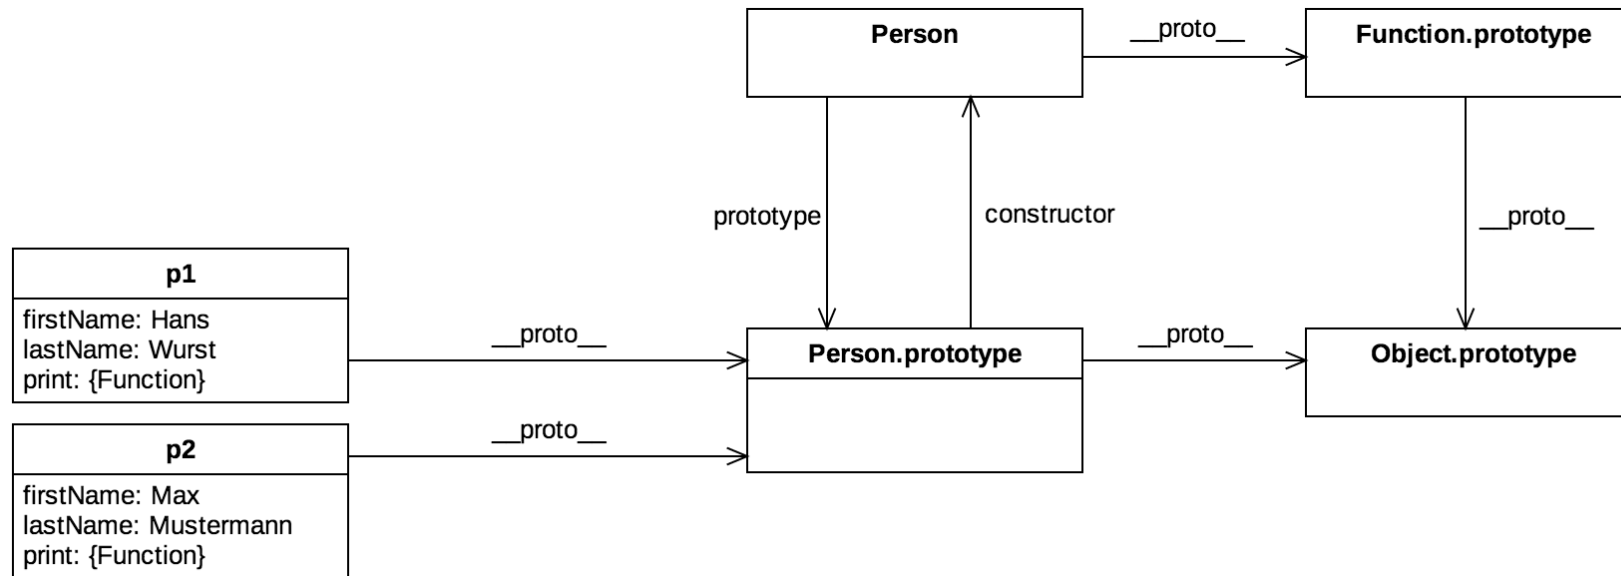 Person
__proto__
Function.prototype
prototype
constructor
__proto__
p1
firstName: Hans
lastName: Wurst
print: {Function}
__proto__
Person.prototype
__proto__
Object.prototype
p2
firstName: Max
lastName: Mustermann
print: {Function}
__proto__